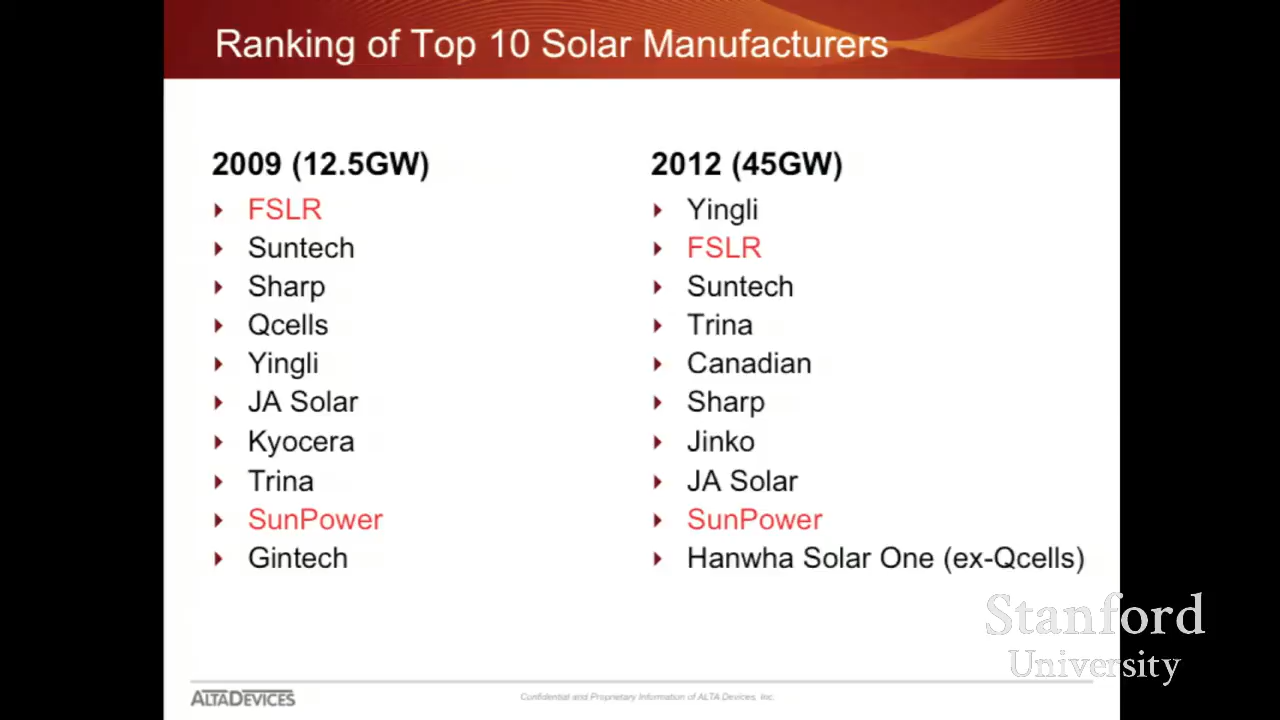 Ranking of Top 10 Solar Manufacturers
2009 (12.5GW)
FSLR
Suntech
Sharp
Qcells
Yingli
JA Solar
Kyocera
Trina
SunPower
Gintech
2012 (45GW)
Yingli
FSLR
Suntech
Trina
Canadian
Sharp
Jinko
JA Solar
SunPower
Hanwha Solar One (ex-Qcells)
Stanford
University
ALTADEVICES
Confidential and Proprietary Information of ALTA Devices, Inc.